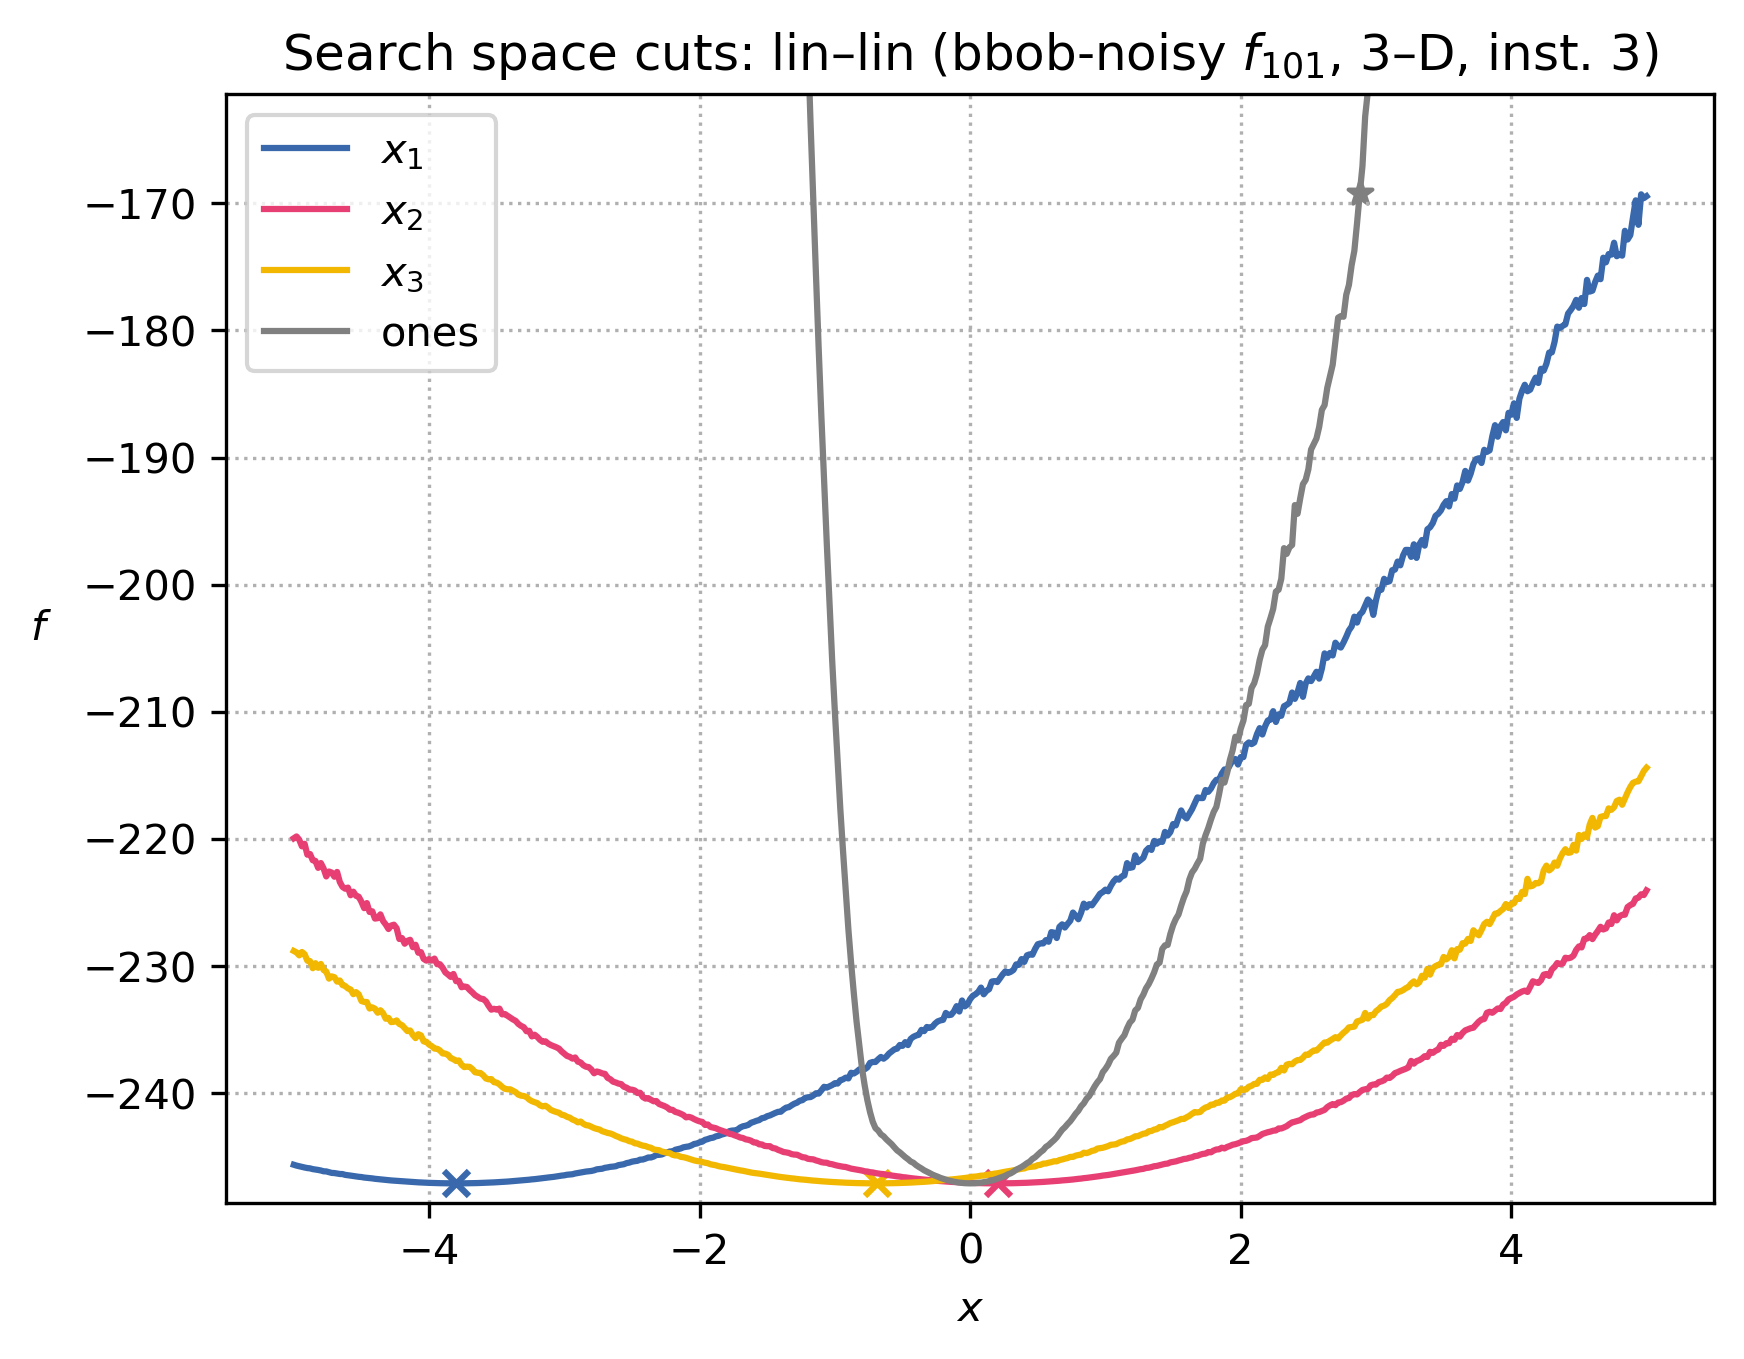 Search space cuts: lin–lin (bbob-noisy f₁₀₁, 3–D, inst. 3)
x₁
x₂
x₃
ones
−170
−180
−190
−200
−210
−220
−230
−240
f
−4
−2
0
2
4
x